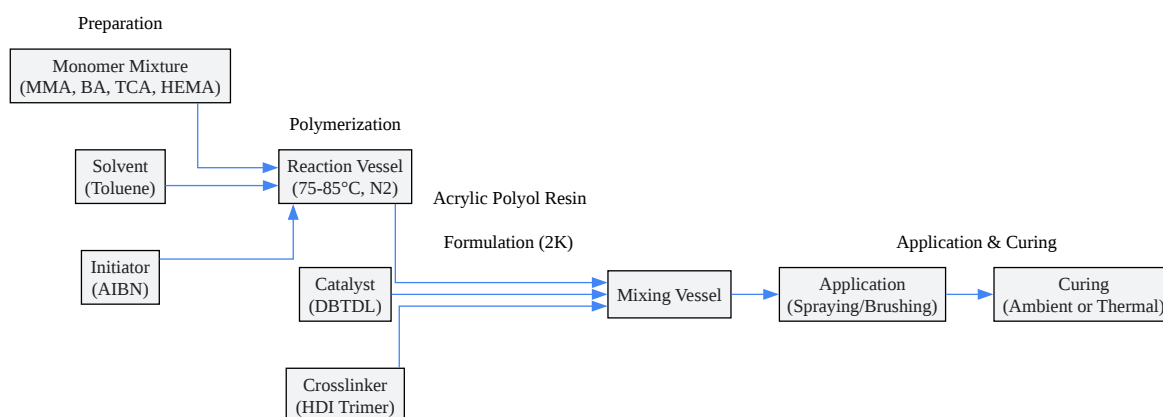 Preparation
Monomer Mixture
(MMA, BA, TCA, HEMA)
Polymerization
Solvent
(Toluene)
Reaction Vessel
(75-85°C, N2)
Acrylic Polyol Resin
Initiator
(AIBN)
Formulation (2K)
Application & Curing
Catalyst
(DBTDL)
Mixing Vessel
Application
(Spraying/Brushing)
Curing
(Ambient or Thermal)
Crosslinker
(HDI Trimer)